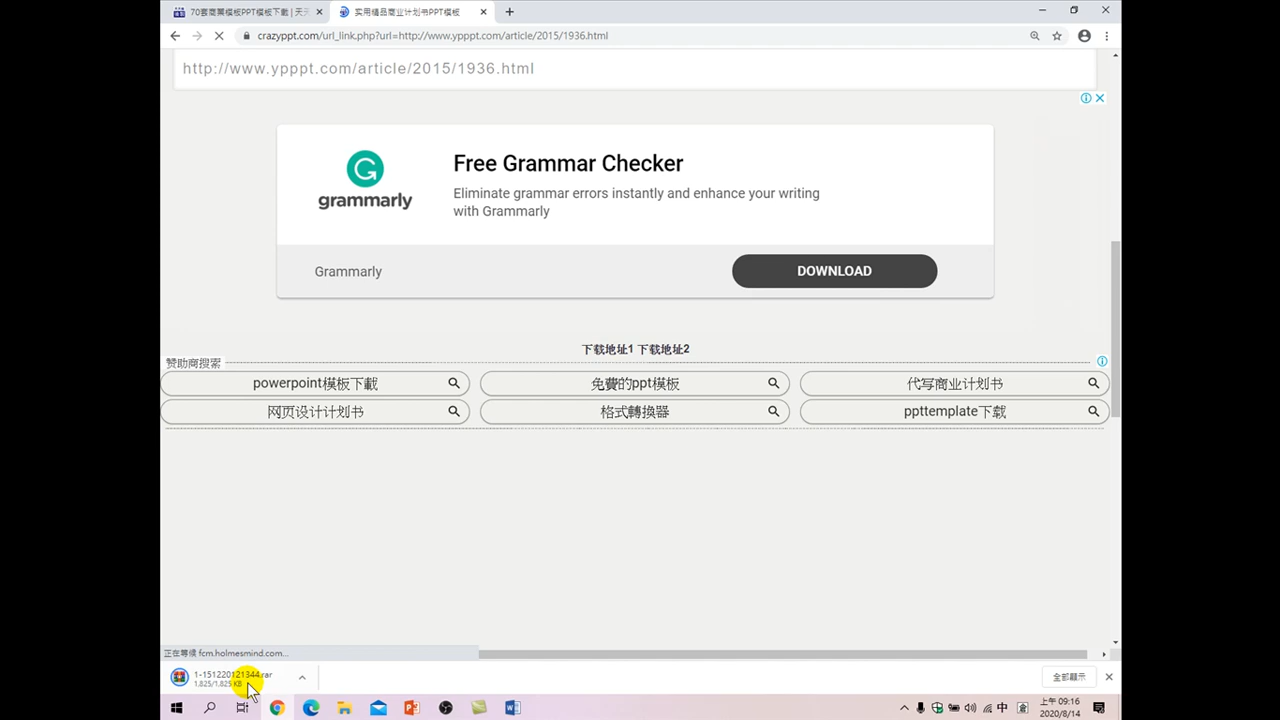 70套商業模板PPT模板下載 | 天天
实用精品商业计划书PPT模板
crazyppt.com/url_link.php?url=http://www.ypppt.com/article/2015/1936.html
http://www.ypppt.com/article/2015/1936.html
grammarly
Free Grammar Checker
Eliminate grammar errors instantly and enhance your writing
with Grammarly
Grammarly
DOWNLOAD
下载地址1 下载地址2
赞助商搜索
powerpoint模板下載
免費的ppt模板
代写商业计划书
网页设计计划书
格式轉換器
ppttemplate下载
正在等候 fcm.holmesmind.com...
1-151220121344.rar
1,825/1,825 KB
全部顯示
中
上午 09:16
2020/8/14